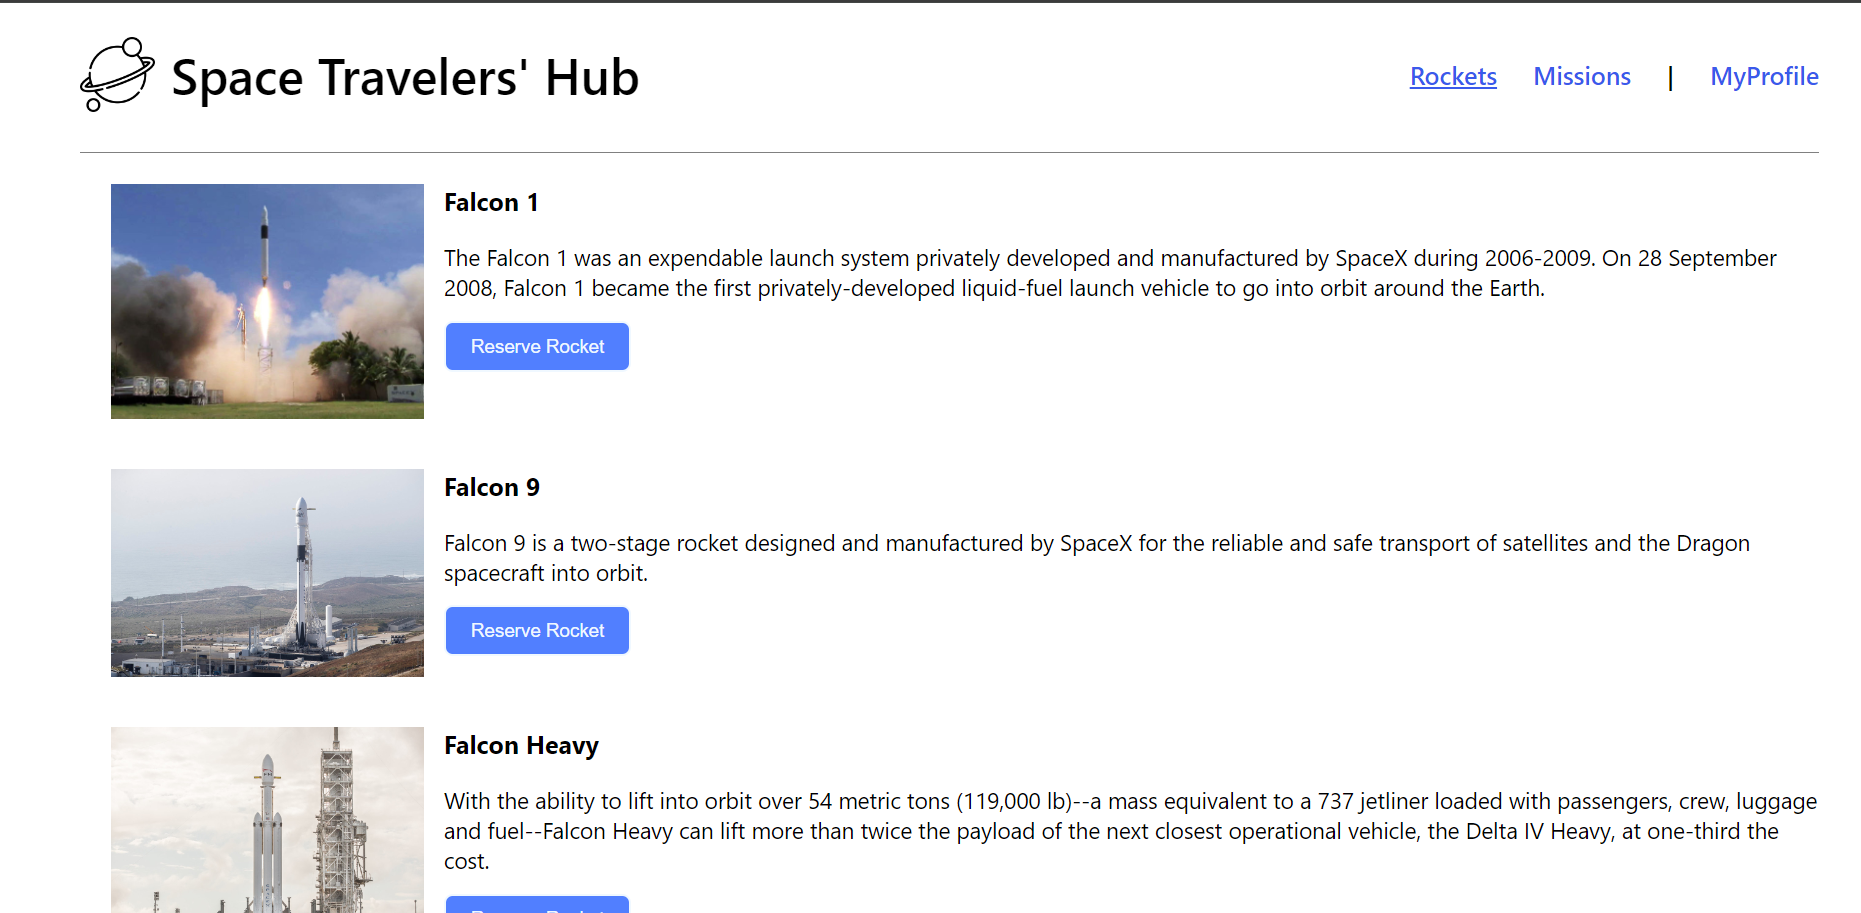 Space Travelers' Hub
Rockets Missions | MyProfile
Falcon 1
The Falcon 1 was an expendable launch system privately developed and manufactured by SpaceX during 2006-2009. On 28 September
2008, Falcon 1 became the first privately-developed liquid-fuel launch vehicle to go into orbit around the Earth.
Reserve Rocket
Falcon 9
Falcon 9 is a two-stage rocket designed and manufactured by SpaceX for the reliable and safe transport of satellites and the Dragon
spacecraft into orbit.
Reserve Rocket
Falcon Heavy
With the ability to lift into orbit over 54 metric tons (119,000 lb)--a mass equivalent to a 737 jetliner loaded with passengers, crew, luggage
and fuel--Falcon Heavy can lift more than twice the payload of the next closest operational vehicle, the Delta IV Heavy, at one-third the
cost.